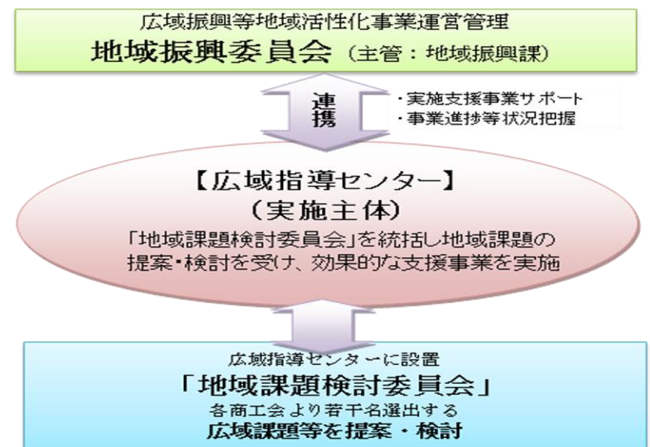 広域振興等地域活性化事業運営管理
地域振興委員会（主管：地域振興課）
連携
・実施支援事業サポート
・事業進捗等状況把握
【広域指導センター】
（実施主体）
「地域課題検討委員会」を統括し地域課題の
提案・検討を受け、効果的な支援事業を実施
広域指導センターに設置
「地域課題検討委員会」
各商工会より若干名選出する
広域課題等を提案・検討